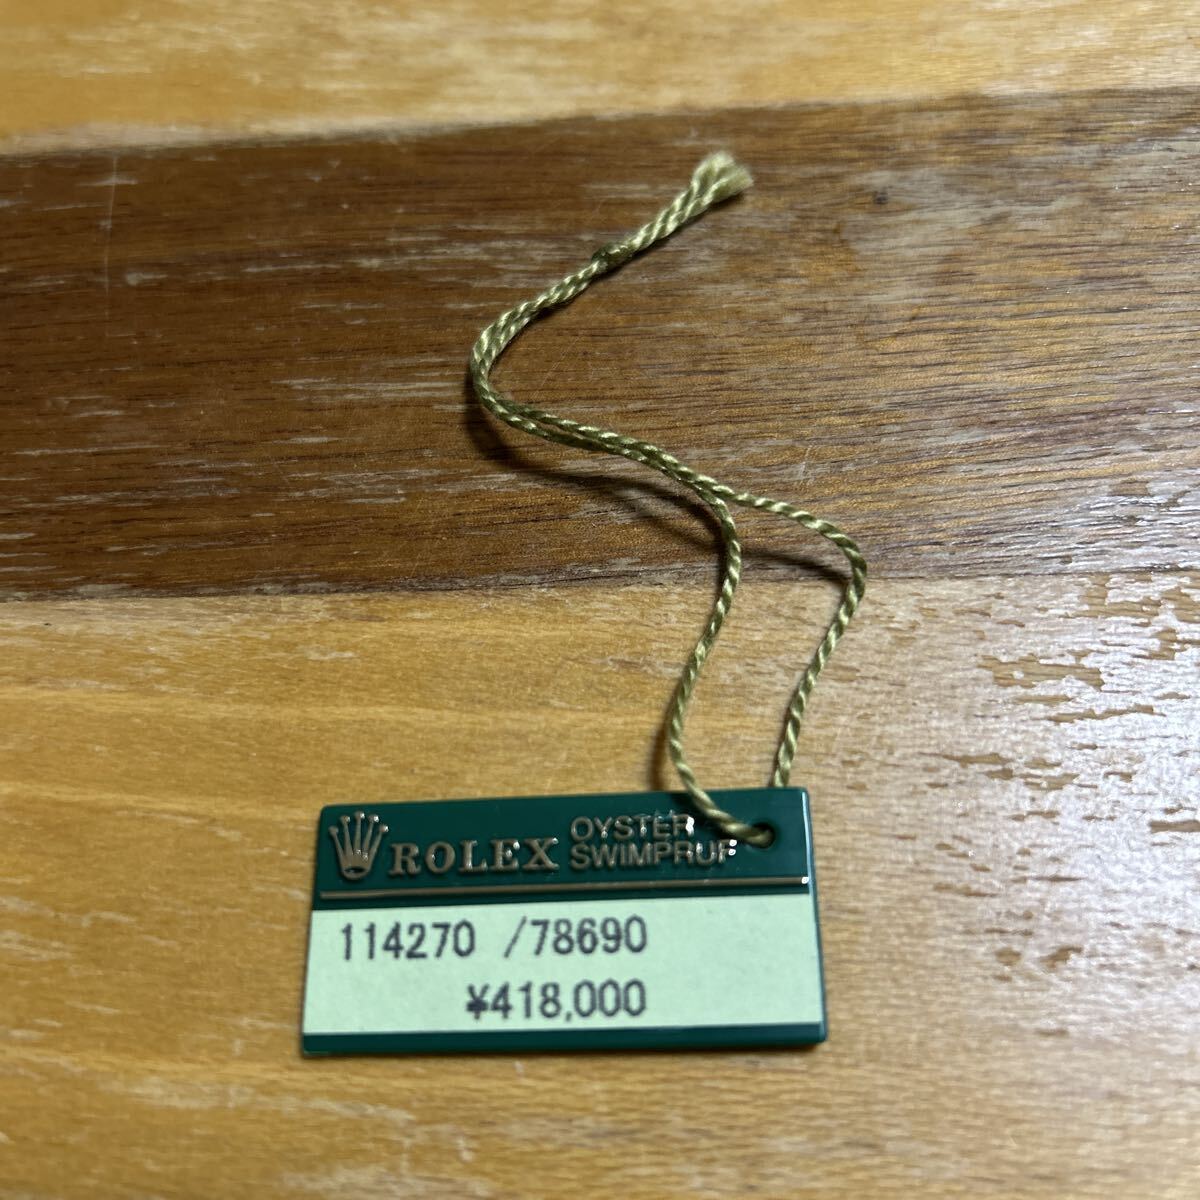 ROLEX OYSTER
SWIMPRUF
114270 /78690
¥418,000